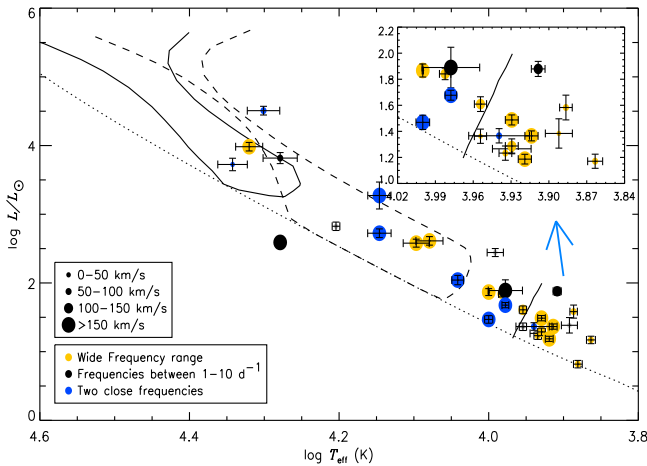 6
4
2
0
log L/L☉
4.6
4.4
4.2
4.0
3.8
log Teff (K)
0–50 km/s
50–100 km/s
100–150 km/s
>150 km/s
Wide Frequency range
Frequencies between 1–10 d⁻¹
Two close frequencies
2.2
2.0
1.8
1.6
1.4
1.2
1.0
4.02
3.99
3.96
3.93
3.90
3.88
3.84